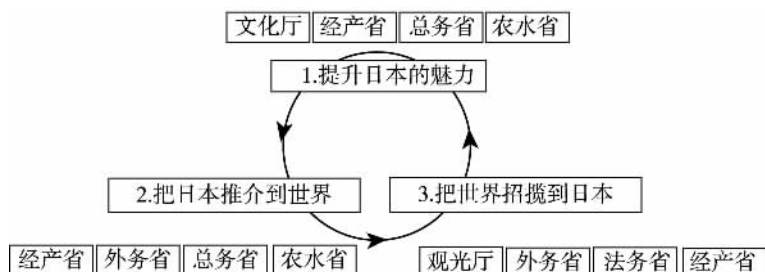 文化厅 经产省 总务省 农水省
1.提升日本的魅力
2.把日本推介到世界
3.把世界招揽到日本
经产省 外务省 总务省 农水省
观光厅 外务省 法务省 经产省